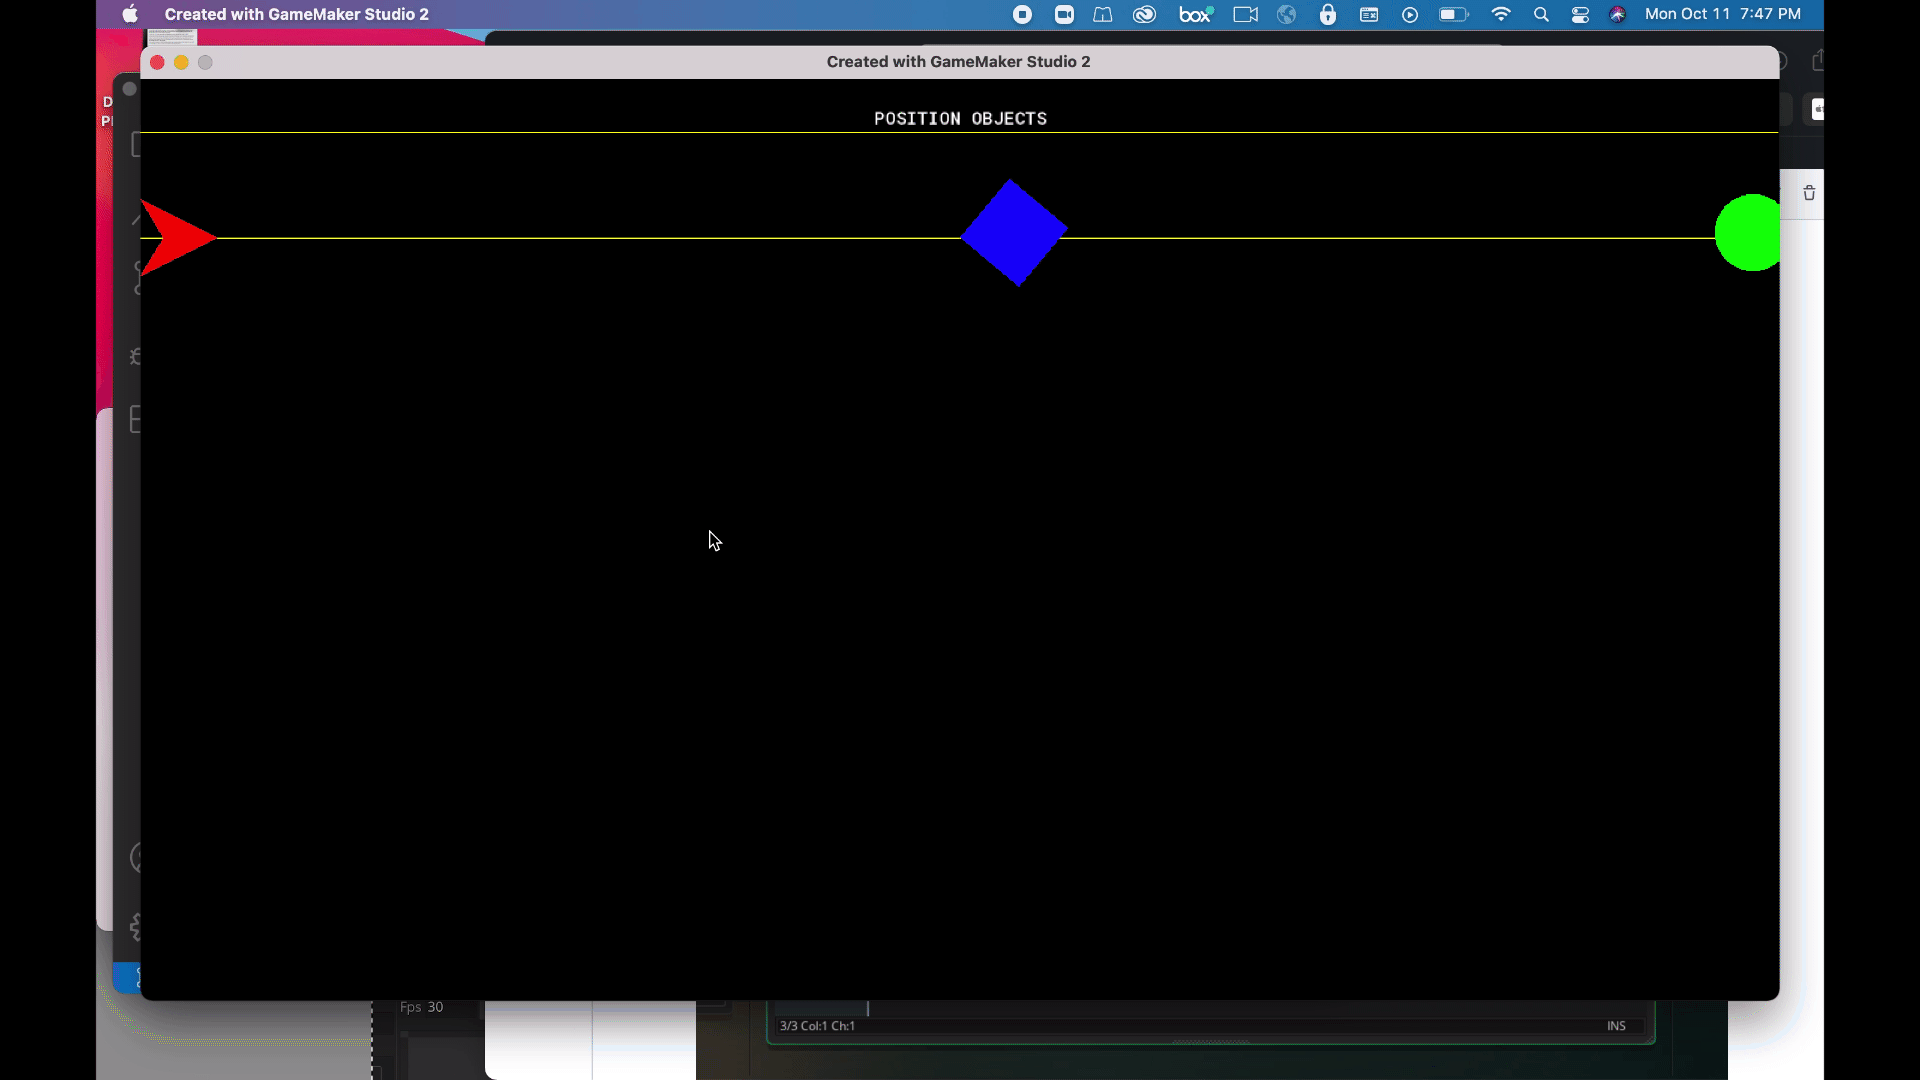 Created with GameMaker Studio 2
box
Mon Oct 11 7:47 PM
Created with GameMaker Studio 2
D
P
POSITION OBJECTS
Fps 30
3/3 Col:1 Ch:1
INS